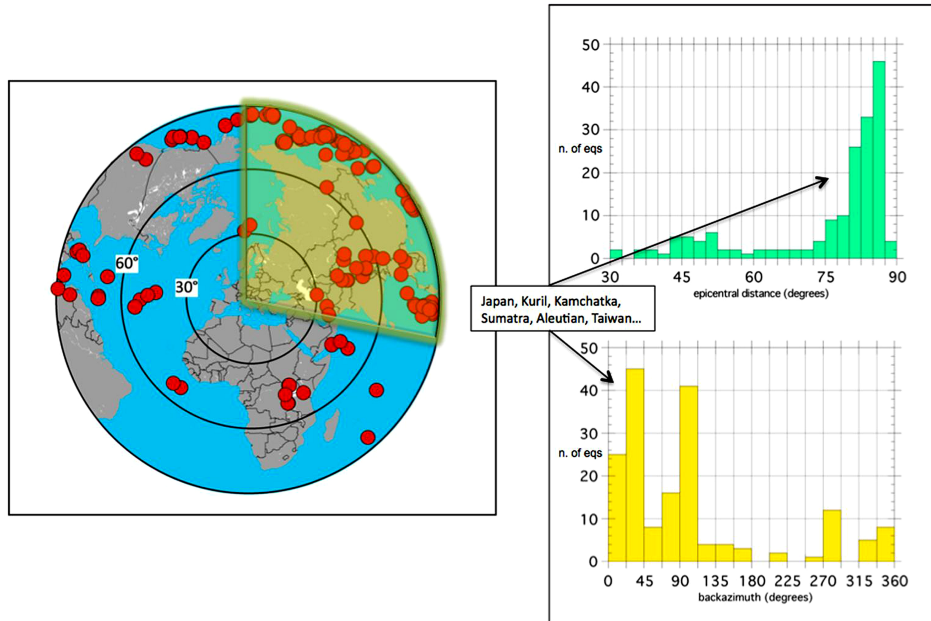 60°
30°
50
40
n. of eqs
30
20
10
0
30 45 60 75 90
epicentral distance (degrees)
Japan, Kuril, Kamchatka,
Sumatra, Aleutian, Taiwan...
50
40
n. of eqs
30
20
10
0
0 45 90 135 180 225 270 315 360
backazimuth (degrees)